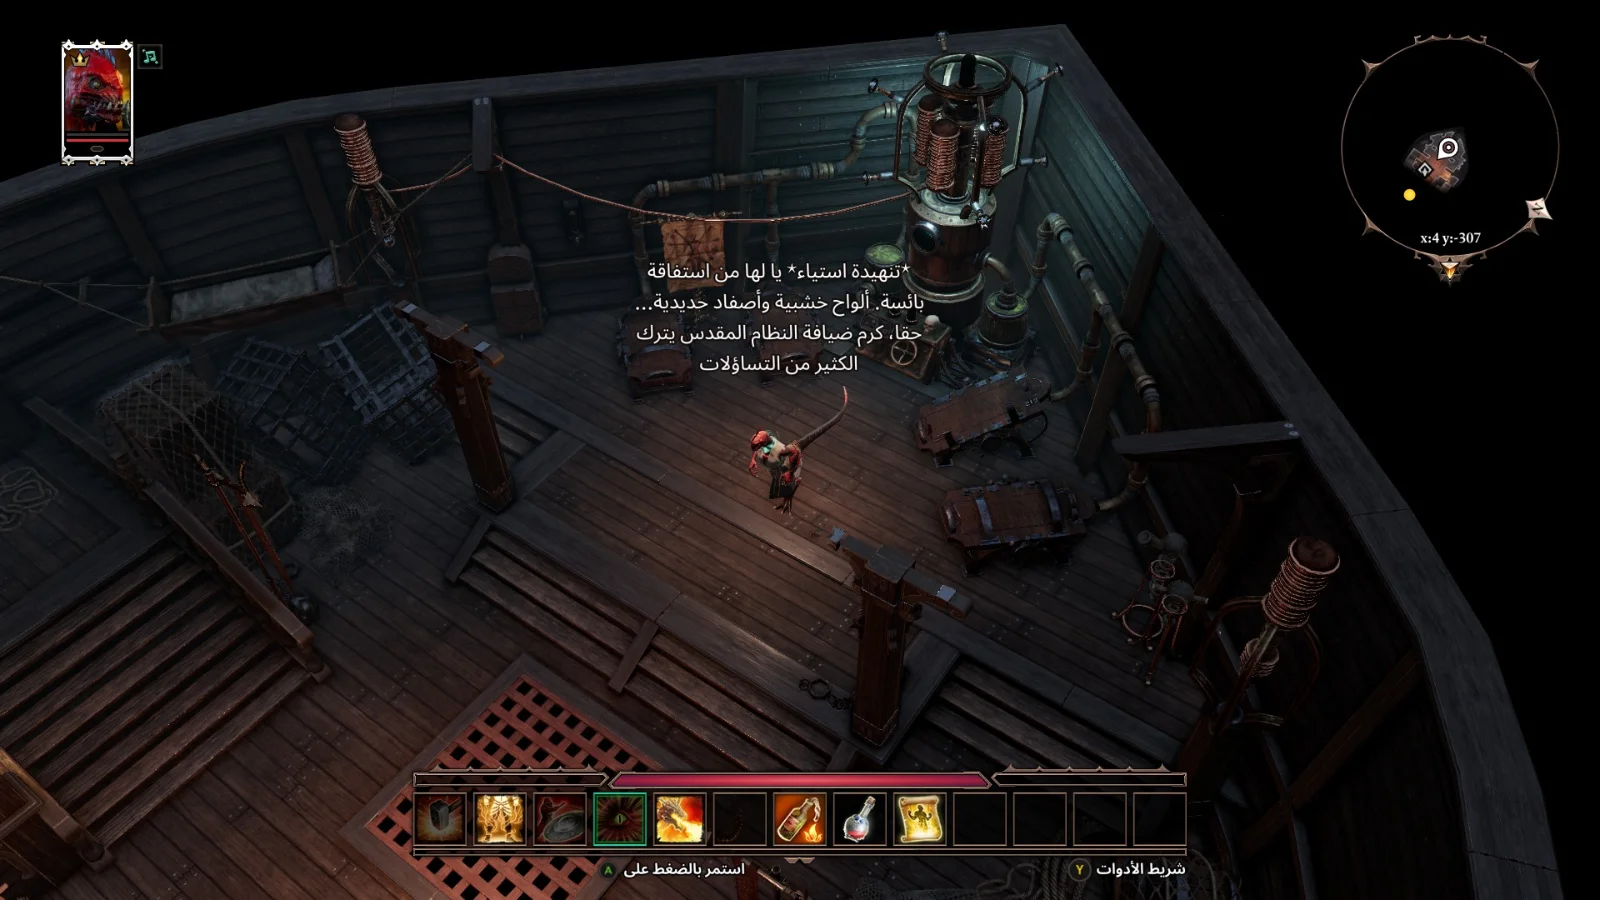 x:4 y:-307
*تنهيدة استياء* يا لها من استفاقة
بائسة. ألواح خشبية وأصفاد حديدية...
حقا، كرم ضيافة النظام المقدس يترك
الكثير من التساؤلات
A استمر بالضغط على
Y شريط الأدوات